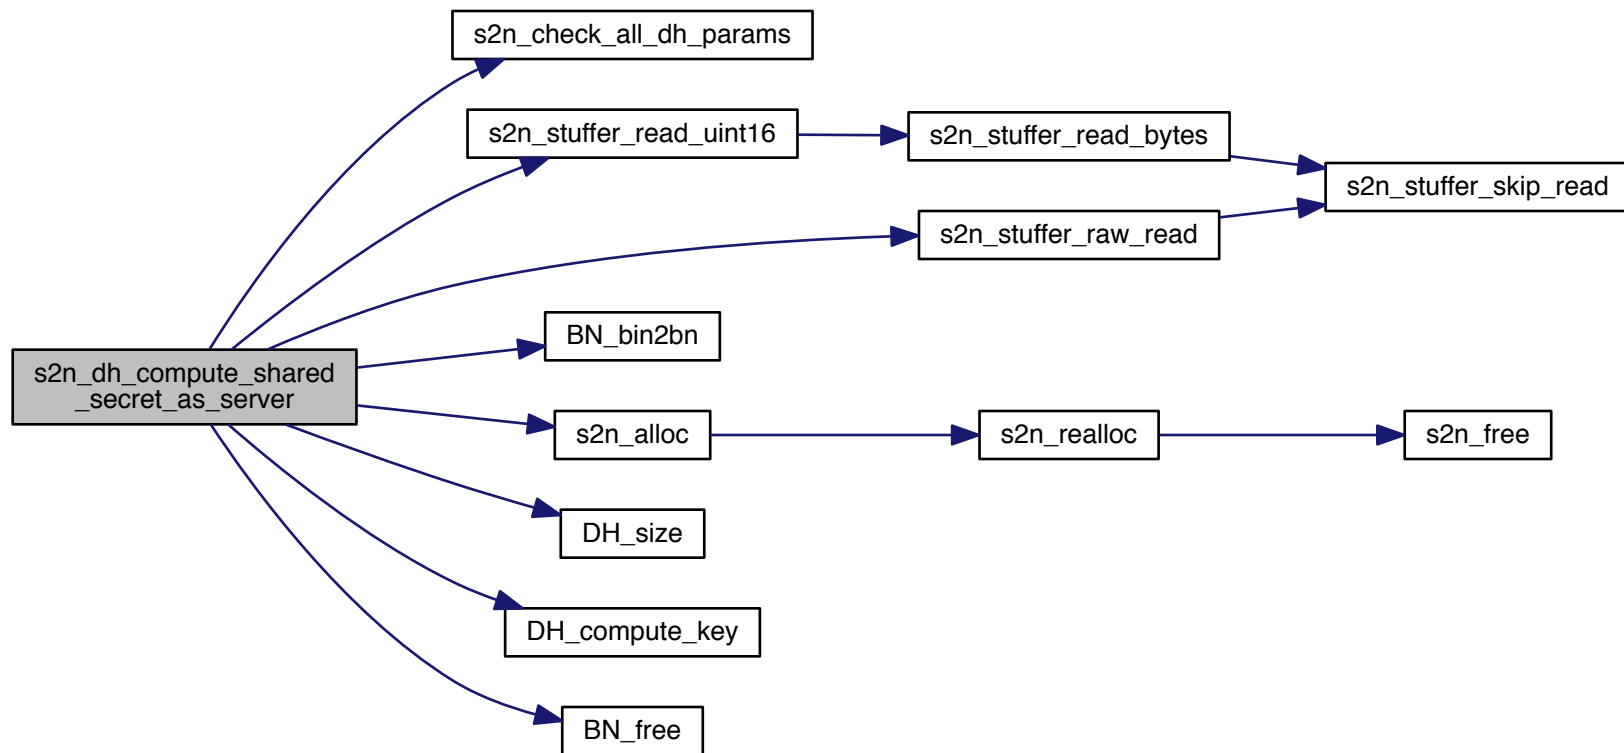 s2n_check_all_dh_params
s2n_stuffer_read_uint16
s2n_stuffer_read_bytes
s2n_stuffer_skip_read
s2n_stuffer_raw_read
BN_bin2bn
s2n_dh_compute_shared
_secret_as_server
s2n_alloc
s2n_realloc
s2n_free
DH_size
DH_compute_key
BN_free